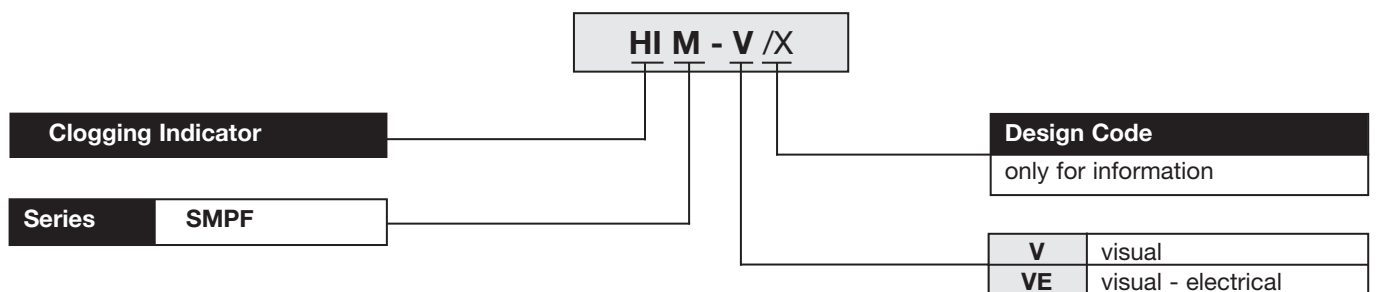 HI M - V /X
Clogging Indicator
Design Code
only for information
Series SMPF
V visual
VE visual - electrical